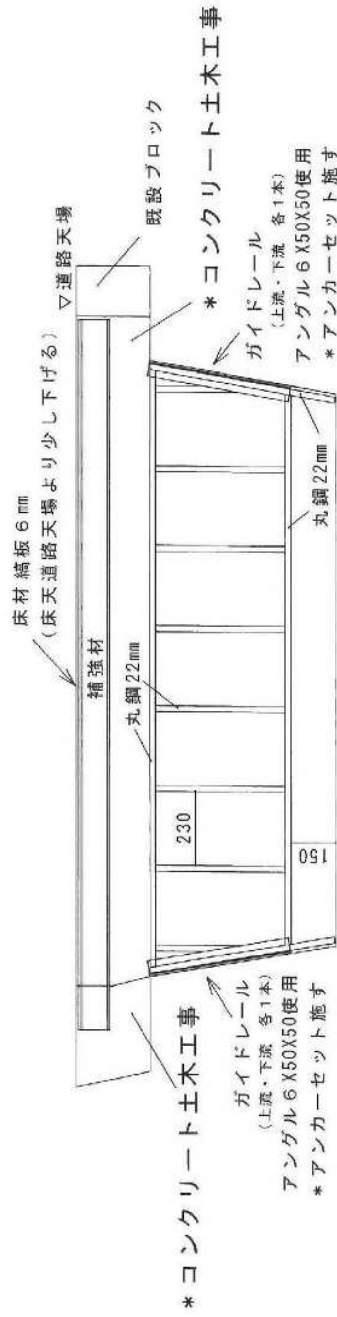 床材縞板6㎜
(床天道路天場より少し下げる)
▽道路天場
既設ブロック
補強材
*コンクリート土木工事
*コンクリート土木工事
丸鋼22㎜
230
150
丸鋼22㎜
ガイドレール
(上流・下流 各1本)
アングル6X50X50使用
*アンカーセット施す
ガイドレール
(上流・下流 各1本)
アングル6X50X50使用
*アンカーセット施す